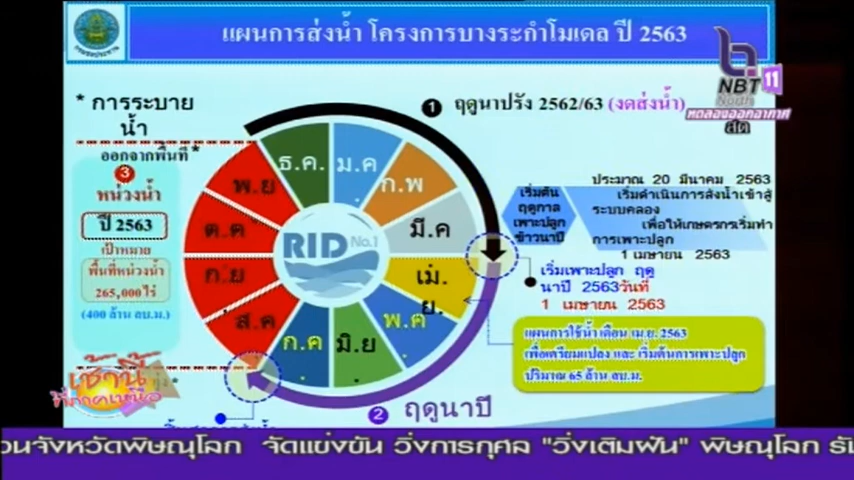 แผนการส่งน้ำ โครงการบางระกำโมเดล ปี 2563
กรมชลประทาน
NBT 11
North
ทดลองออกอากาศ
สด
* การระบาย
น้ำ
ออกจากพื้นที่ *
3
หน่วงน้ำ
ปี 2563
เป้าหมาย
พื้นที่หน่วงน้ำ
265,000 ไร่
(400 ล้าน ลบ.ม.)
1 ฤดูนาปรัง 2562/63 (งดส่งน้ำ)
ธ.ค.
ม.ค
ก.พ
มี.ค
เม.
ย.
พ.ค
.
มิ.ย
.
ก.ค
.
ส.ค
ก.ย
ต.ค
พ.ย
RID No.1
เริ่มต้น
ฤดูกาล
เพาะปลูก
ข้าวนาปี
ประมาณ 20 มีนาคม 2563
เริ่มดำเนินการส่งน้ำเข้าสู่
ระบบคลอง
เพื่อให้เกษตรกรเริ่มทำ
การเพาะปลูก
1 เมษายน 2563
เริ่มเพาะปลูก ฤดู
นาปี 2563วันที่
1 เมษายน 2563
แผนการใช้น้ำ เดือน เม.ย. 2563
เพื่อเตรียมแปลง และ เริ่มต้นการเพาะปลูก
ปริมาณ 65 ล้าน ลบ.ม.
2 ฤดูนาปี
เช้านี้
ที่ภาคเหนือ
วนจังหวัดพิษณุโลก จัดแข่งขัน วิ่งการกุศล "วิ่งเติมฝัน" พิษณุโลก รัน